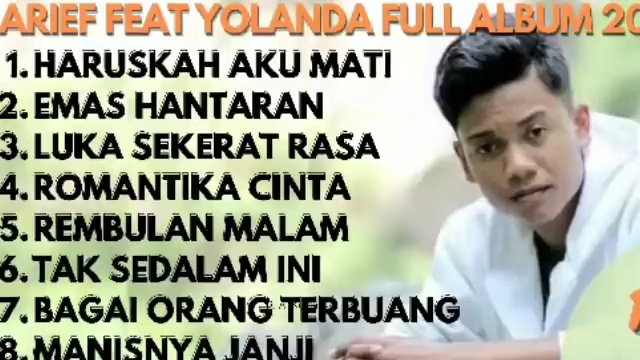 ARIEF FEAT YOLANDA FULL ALBUM 20
1. HARUSKAH AKU MATI
2. EMAS HANTARAN
3. LUKA SEKERAT RASA
4. ROMANTIKA CINTA
5. REMBULAN MALAM
6. TAK SEDALAM INI
7. BAGAI ORANG TERBUANG
8. MANISNYA JANJI